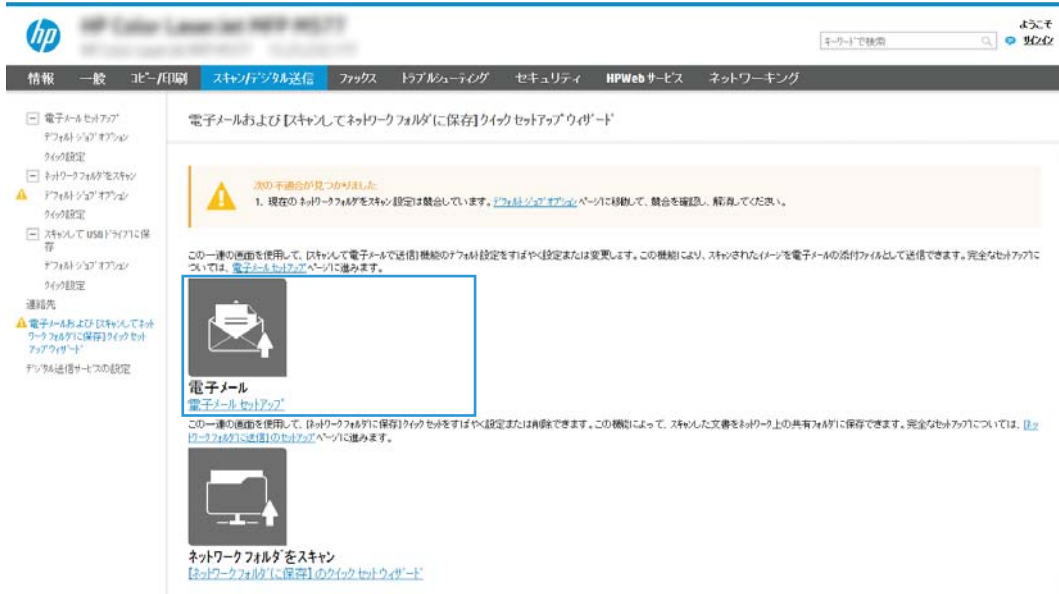 hp
ようこそ
キーワードで検索
サインイン
情報 一般 コピー/印刷 スキャン/デジタル送信 ファックス トラブルシューティング セキュリティ HPWeb サービス ネットワーキング
電子メール セットアップ
デフォルト ジョブ オプション
クイック設定
ネットワーク フォルダをスキャン
デフォルト ジョブ オプション
クイック設定
スキャンして USB ドライブに保
存
デフォルト ジョブ オプション
クイック設定
連絡先
電子メールおよび [スキャンしてネット
ワーク フォルダに保存] クイック セット
アップ ウィザード
デジタル送信サービスの設定
電子メールおよび [スキャンしてネットワーク フォルダに保存] クイック セットアップ ウィザード
次の不適合が見つかりました
1. 現在の ネットワーク フォルダをスキャン 設定は競合しています。デフォルト ジョブ オプション ページに移動して、競合を確認し、解消してください。
この一連の画面を使用して、[スキャンして電子メールで送信] 機能のデフォルト設定をすばやく設定または変更します。この機能により、スキャンされたイメージを電子メールの添付ファイルとして送信できます。完全なセットアップに
ついては、電子メール セットアップ ページに進みます。
電子メール
電子メール セットアップ
この一連の画面を使用して、[ネットワーク フォルダに保存] クイック セットをすばやく設定または削除できます。この機能によって、スキャンした文書をネットワーク上の共有フォルダに保存できます。完全なセットアップについては、[ネッ
トワーク フォルダに送信] のセットアップ ページに進みます。
ネットワーク フォルダをスキャン
[ネットワーク フォルダに保存] のクイック セット ウィザード